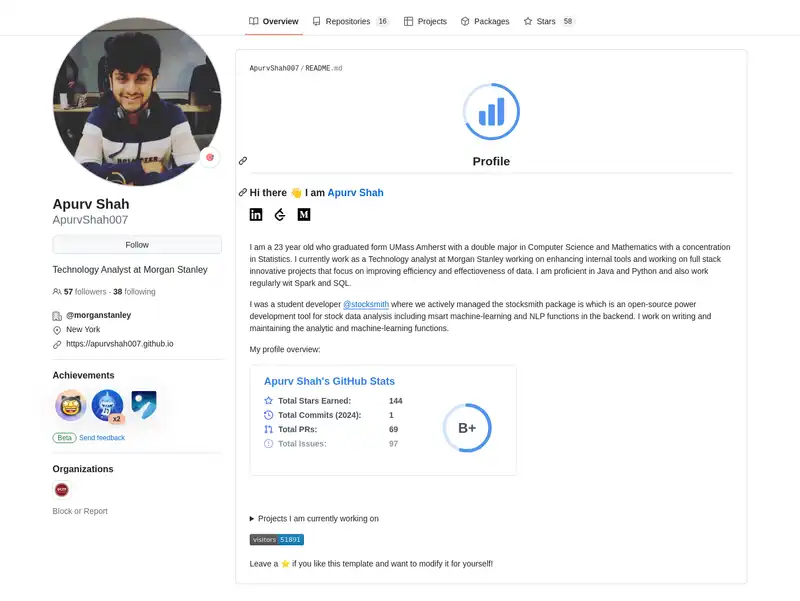 Overview
Repositories 16
Projects
Packages
Stars 58
Apurv Shah
ApurvShah007
Follow
Technology Analyst at Morgan Stanley
57 followers · 38 following
@morganstanley
New York
https://apurvshah007.github.io
Achievements
x2
Beta Send feedback
Organizations
Block or Report
ApurvShah007/README.md
Profile
Hi there 👋 I am Apurv Shah
I am a 23 year old who graduated form UMass Amherst with a double major in Computer Science and Mathematics with a concentration
in Statistics. I currently work as a Technology analyst at Morgan Stanley working on enhancing internal tools and working on full stack
innovative projects that focus on improving efficiency and effectiveness of data. I am proficient in Java and Python and also work
regularly wit Spark and SQL.
I was a student developer @stocksmith where we actively managed the stocksmith package is which is an open-source power
development tool for stock data analysis including msart machine-learning and NLP functions in the backend. I work on writing and
maintaining the analytic and machine-learning functions.
My profile overview:
Apurv Shah's GitHub Stats
Total Stars Earned: 144
Total Commits (2024): 1
Total PRs: 69
Total Issues: 97
B+
Projects I am currently working on
visitors 51891
Leave a ⭐ if you like this template and want to modify it for yourself!